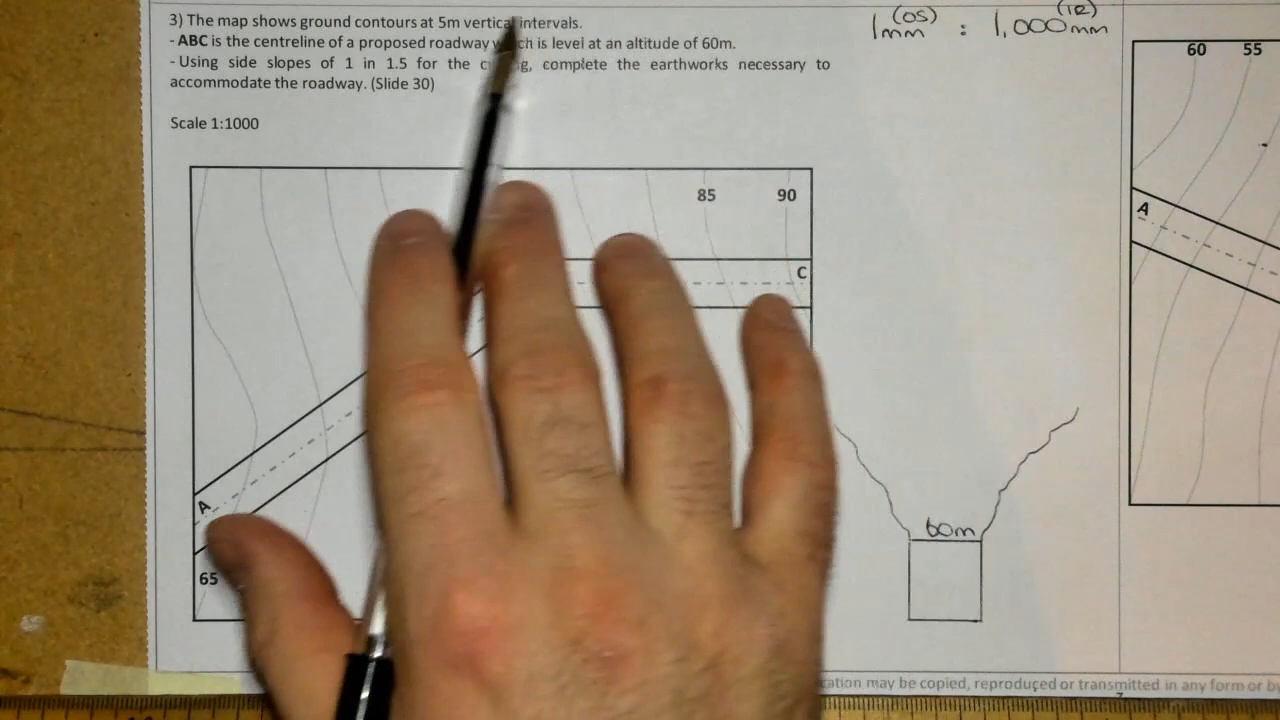 3) The map shows ground contours at 5m vertical intervals.
- ABC is the centreline of a proposed roadway which is level at an altitude of 60m.
- Using side slopes of 1 in 1.5 for the, complete the earthworks necessary to
accommodate the roadway. (Slide 30)
Scale 1:1000
(OS) (IR)
1mm : 1,000mm
60 55
85 90
A
C
A
60m
65
may be copied, reproduced or transmitted in any form or